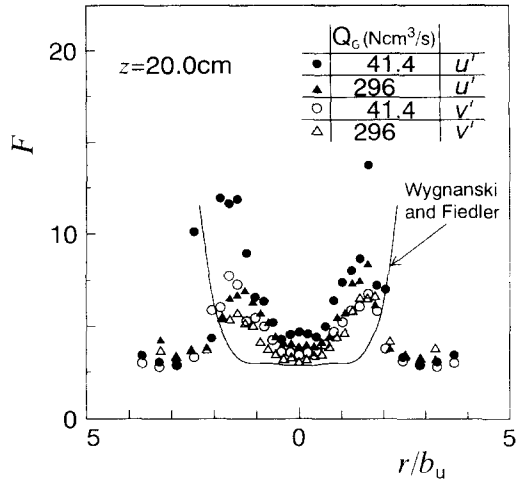 20
10
0
F
z=20.0cm
Q_G (Ncm³/s)
41.4 u'
296 u'
41.4 v'
296 v'
Wygnanski
and Fiedler
5 0 5
r/b_u